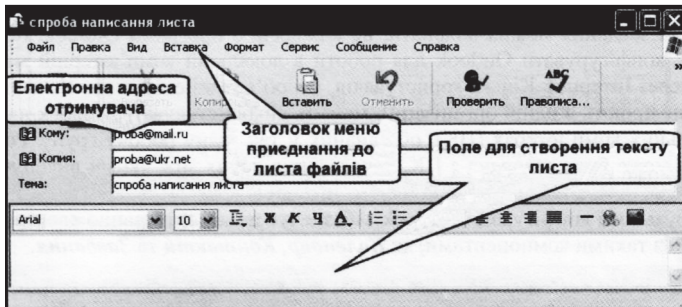 спроба написання листа
Файл Правка Вид Вставка Формат Сервис Сообщение Справка
Вставить Отменить Проверить Правописа...
Електронна адреса
отримувача
Заголовок меню
приєднання до
листа файлів
Поле для створення тексту
листа
Кому: proba@mail.ru
Копия: proba@ukr.net
Тема: спроба написання листа
Arial 10 Ж К Ч А